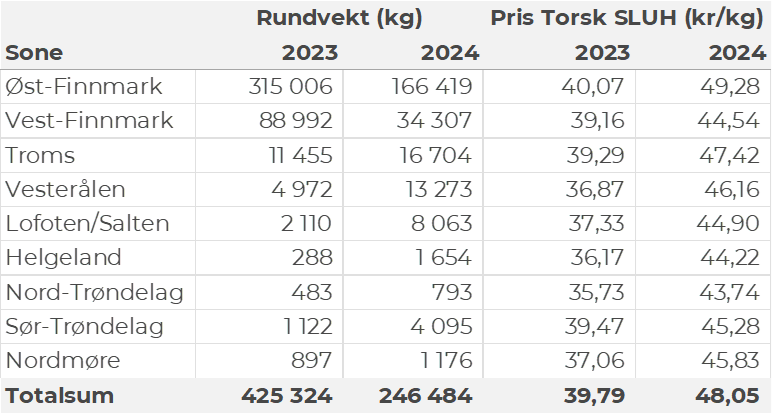 Rundvekt (kg) Pris Torsk SLUH (kr/kg)
Sone 2023 2024 2023 2024
Øst-Finnmark 315 006 166 419 40,07 49,28
Vest-Finnmark 88 992 34 307 39,16 44,54
Troms 11 455 16 704 39,29 47,42
Vesterålen 4 972 13 273 36,87 46,16
Lofoten/Salten 2 110 8 063 37,33 44,90
Helgeland 288 1 654 36,17 44,22
Nord-Trøndelag 483 793 35,73 43,74
Sør-Trøndelag 1 122 4 095 39,47 45,28
Nordmøre 897 1 176 37,06 45,83
Totalsum 425 324 246 484 39,79 48,05